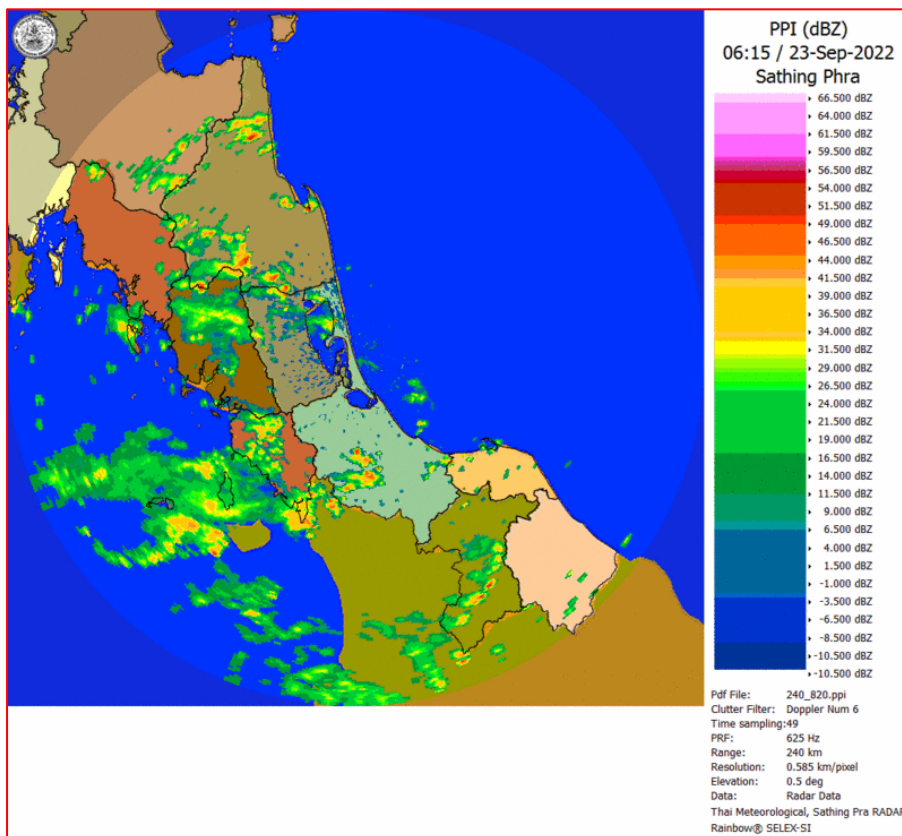 PPI (dBZ)
06:15 / 23-Sep-2022
Sathing Phra
66.500 dBZ
64.000 dBZ
61.500 dBZ
59.500 dBZ
56.500 dBZ
54.000 dBZ
51.500 dBZ
49.000 dBZ
46.500 dBZ
44.000 dBZ
41.500 dBZ
39.000 dBZ
36.500 dBZ
34.000 dBZ
31.500 dBZ
29.000 dBZ
26.500 dBZ
24.000 dBZ
21.500 dBZ
19.000 dBZ
16.500 dBZ
14.000 dBZ
11.500 dBZ
9.000 dBZ
6.500 dBZ
4.000 dBZ
1.500 dBZ
-1.000 dBZ
-3.500 dBZ
-6.500 dBZ
-8.500 dBZ
-10.500 dBZ
-10.500 dBZ
Pdf File: 240_820.ppi
Clutter Filter: Doppler Num 6
Time sampling:49
PRF: 625 Hz
Range: 240 km
Resolution: 0.585 km/pixel
Elevation: 0.5 deg
Data: Radar Data
Thai Meteorological, Sathing Pra RADAR
Rainbow® SELEX-SI